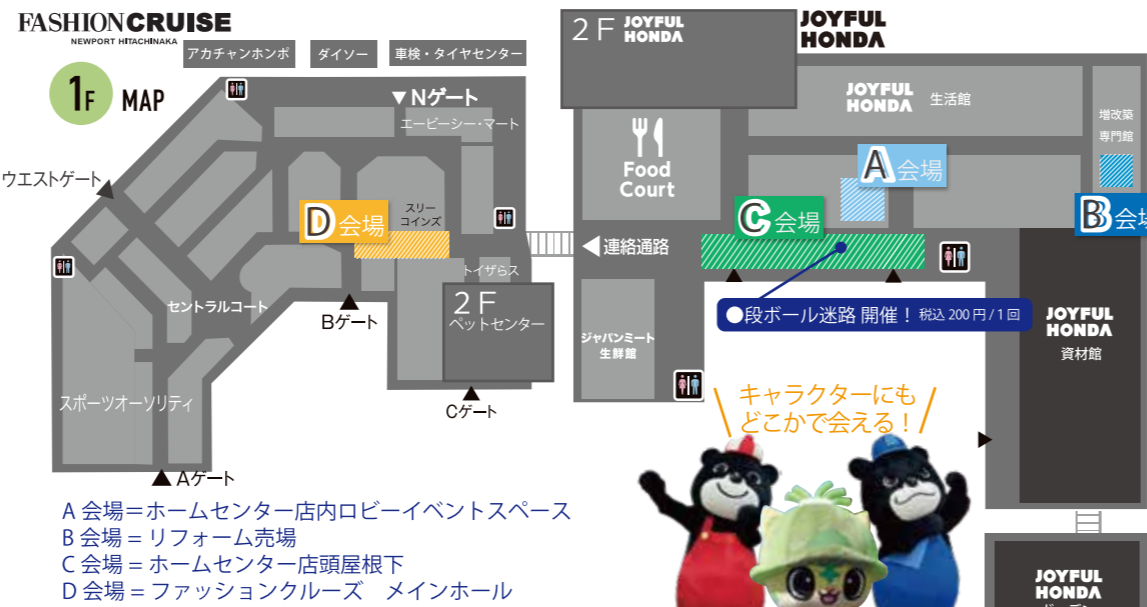 FASHION CRUISE
NEWPORT HITACHINAKA
1F MAP
アカチャンホンポ
ダイソー
車検・タイヤセンター
▼Nゲート
エービーシー・マート
ウエストゲート
D会場
スリー
コインズ
トイザらス
セントラルコート
Bゲート
2F
ペットセンター
Cゲート
スポーツオーソリティ
▲Aゲート
2F JOYFUL
HONDA
JOYFUL
HONDA
JOYFUL
HONDA 生活館
増改築
専門館
Food
Court
A会場
B会場
C会場
◀連絡通路
●段ボール迷路 開催！ 税込 200 円 / 1 回
ジャパンミート
生鮮館
JOYFUL
HONDA
資材館
キャラクターにも
どこかで会える！
A 会場＝ホームセンター店内ロビーイベントスペース
B 会場 = リフォーム売場
C 会場 = ホームセンター店頭屋根下
D 会場 = ファッションクルーズ　メインホール
JOYFUL
HONDA